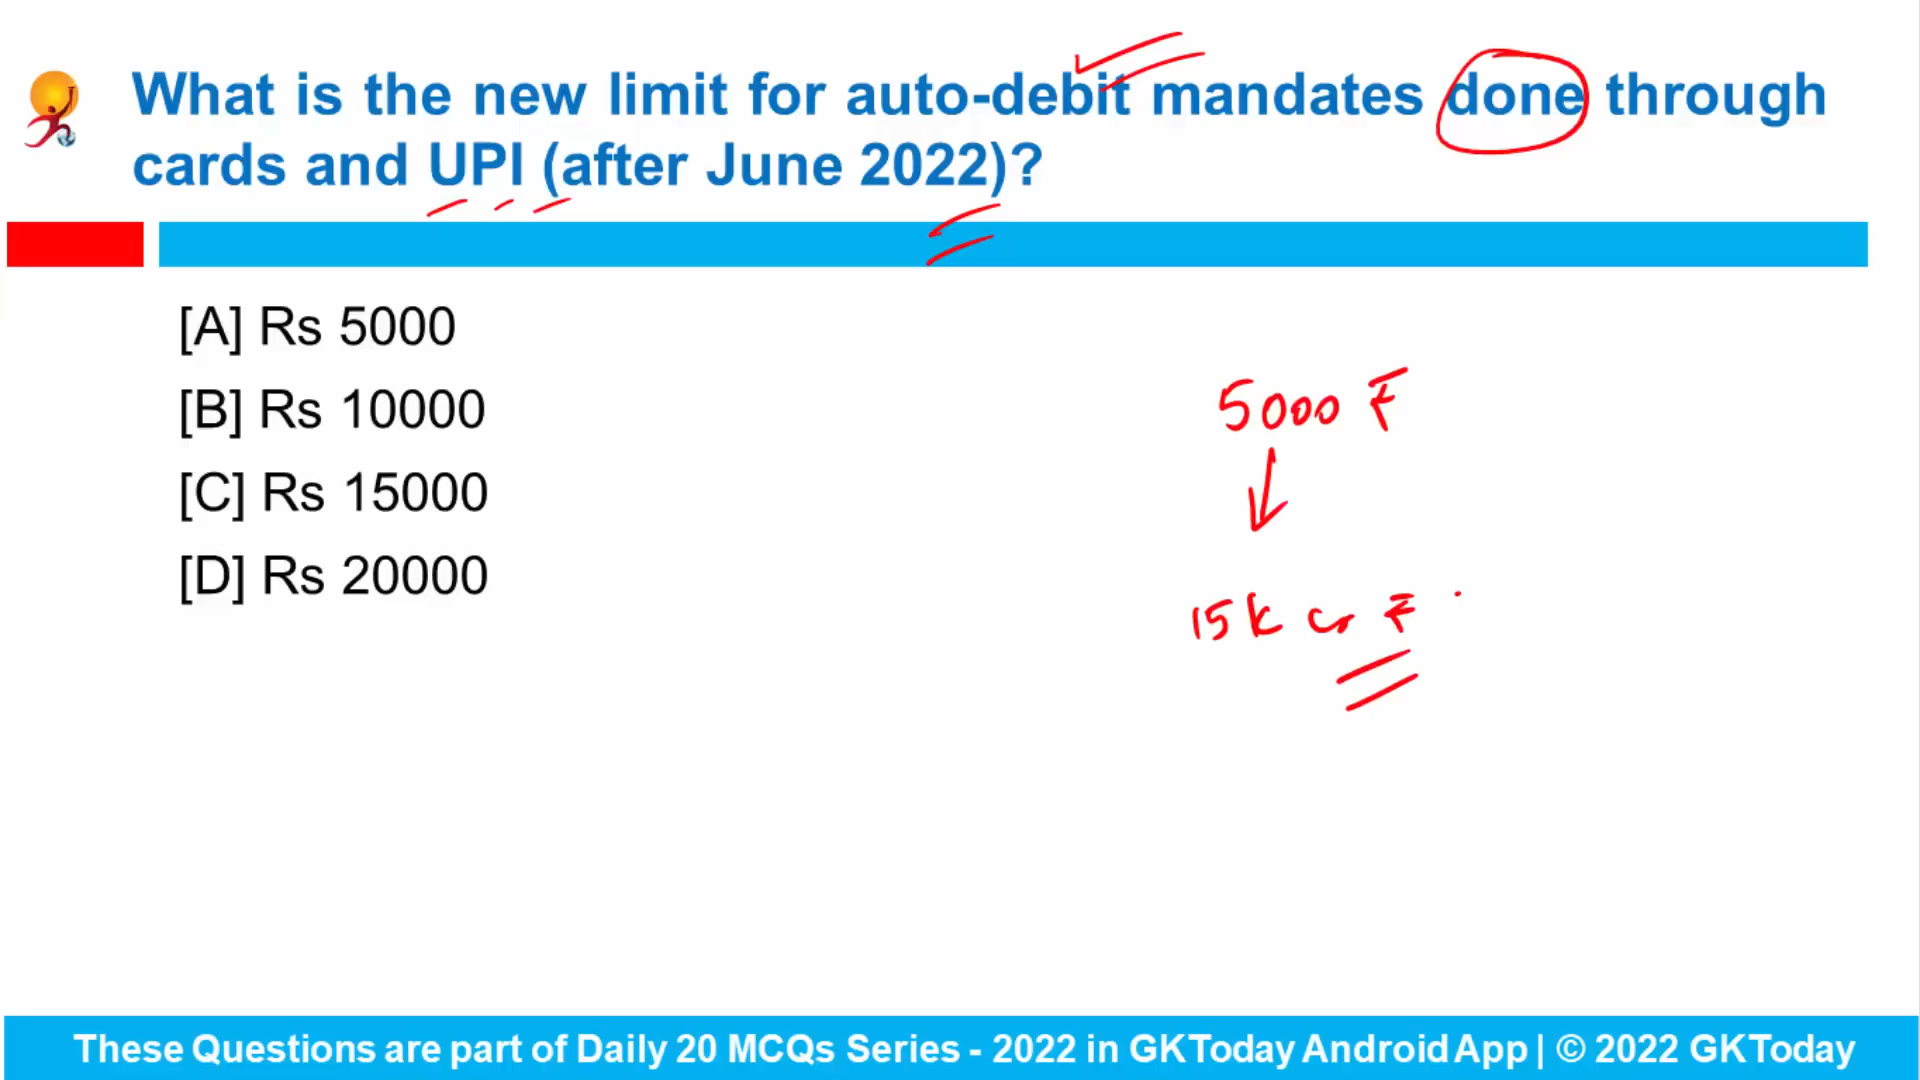 What is the new limit for auto-debit mandates done through
cards and UPI (after June 2022)?
[A] Rs 5000
[B] Rs 10000
[C] Rs 15000
[D] Rs 20000
5000 ₹
15k cr ₹
These Questions are part of Daily 20 MCQs Series - 2022 in GKToday Android App | © 2022 GKToday